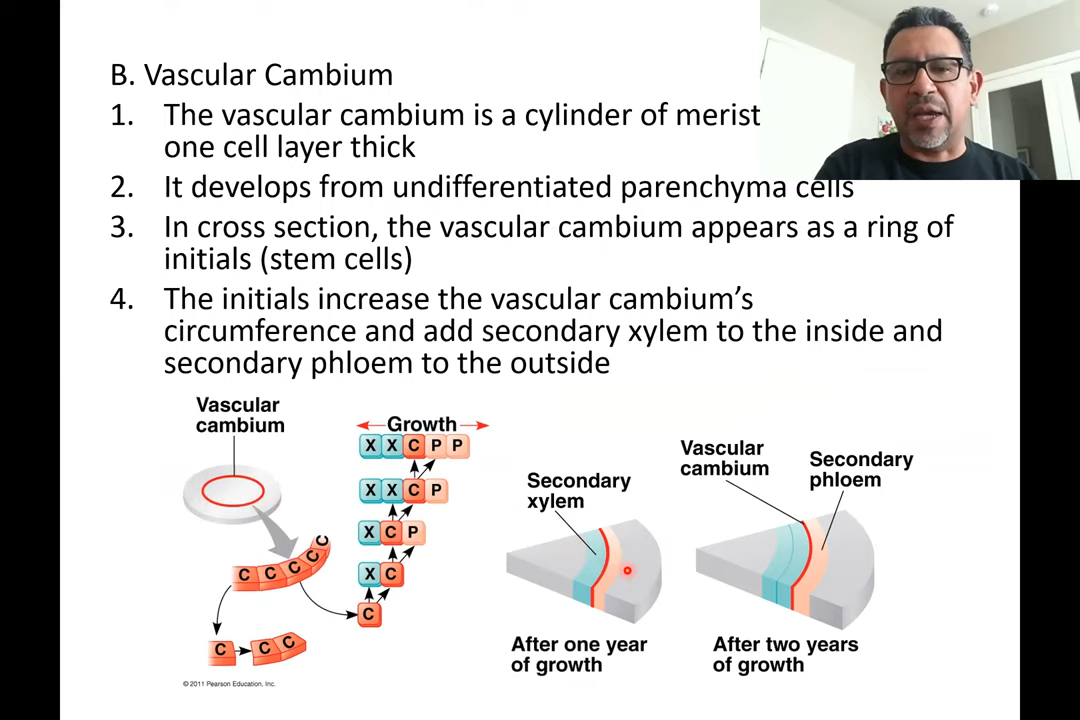 B. Vascular Cambium
1. The vascular cambium is a cylinder of merist
one cell layer thick
2. It develops from undifferentiated parenchyma cells
3. In cross section, the vascular cambium appears as a ring of
initials (stem cells)
4. The initials increase the vascular cambium’s
circumference and add secondary xylem to the inside and
secondary phloem to the outside
Vascular
cambium
Growth
X X C P P
X X C P
X C P
X C
C
C C C C C
C C C
Secondary
xylem
After one year
of growth
Vascular
cambium
Secondary
phloem
After two years
of growth
© 2011 Pearson Education, Inc.